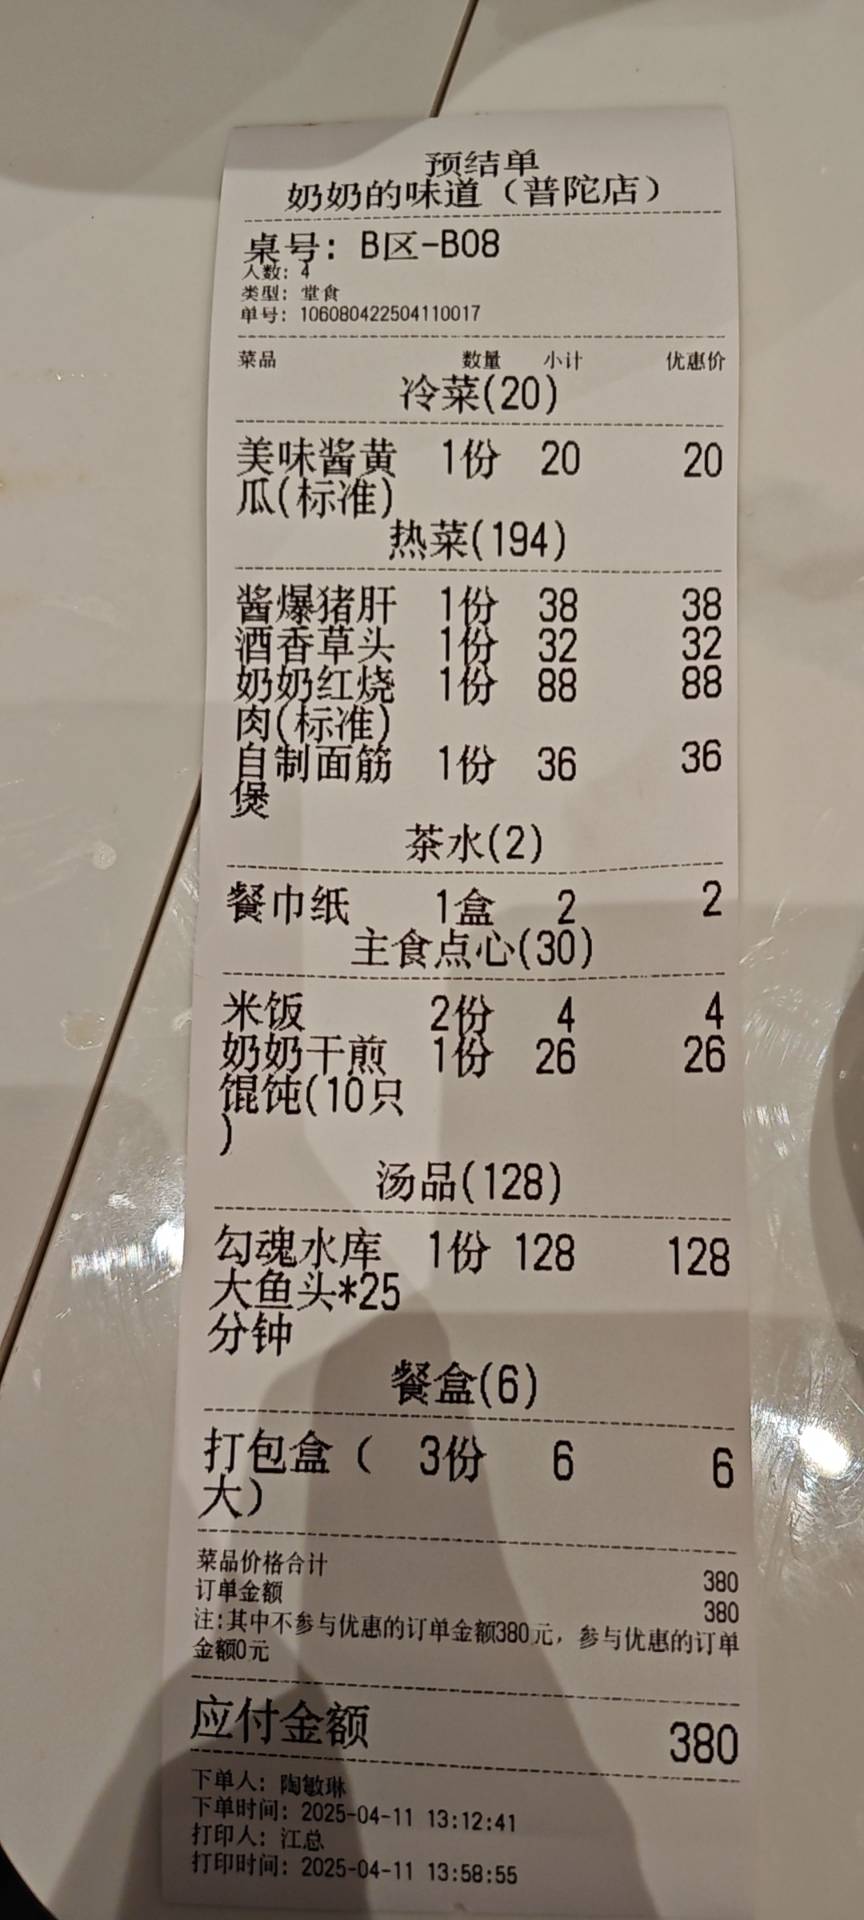 预结单
奶奶的味道（普陀店）
桌号: B区-B08
人数: 4
类型: 堂食
单号: 106080422504110017
菜品 数量 小计 优惠价
冷菜(20)
美味酱黄 1份 20 20
瓜(标准)
热菜(194)
酱爆猪肝 1份 38 38
酒香草头 1份 32 32
奶奶红烧 1份 88 88
肉(标准)
自制面筋 1份 36 36
煲
茶水(2)
餐巾纸 1盒 2 2
主食点心(30)
米饭 2份 4 4
奶奶干煎 1份 26 26
馄饨(10只
)
汤品(128)
勾魂水库 1份 128 128
大鱼头*25
分钟
餐盒(6)
打包盒（ 3份 6 6
大）
菜品价格合计 380
订单金额 380
注:其中不参与优惠的订单金额380元，参与优惠的订单
金额0元
应付金额 380
下单人: 陶敏琳
下单时间: 2025-04-11 13:12:41
打印人: 江总
打印时间: 2025-04-11 13:58:55